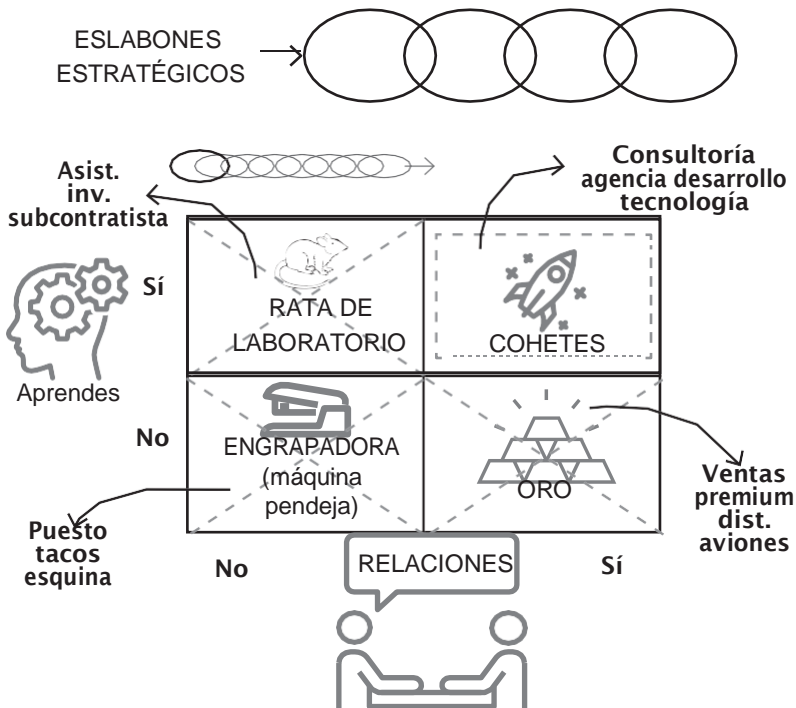 ESLABONES
ESTRATÉGICOS
Asist.
inv.
subcontratista
Consultoría
agencia desarrollo
tecnología
Sí
RATA DE
LABORATORIO
COHETES
Aprendes
No
ENGRAPADORA
(máquina
pendeja)
ORO
Ventas
premium
dist.
aviones
Puesto
tacos
esquina
No
RELACIONES
Sí